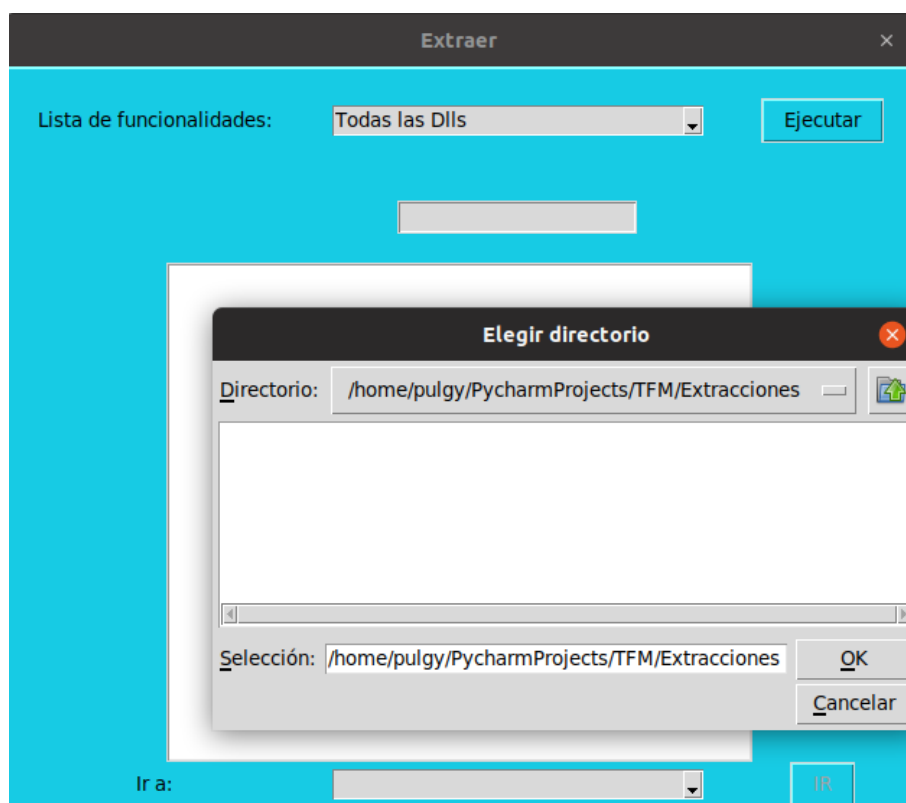 Extraer
Lista de funcionalidades: Todas las Dlls Ejecutar
Elegir directorio
Directorio: /home/pulgy/PycharmProjects/TFM/Extracciones
Selección: /home/pulgy/PycharmProjects/TFM/Extracciones OK
Cancelar
Ir a: IR